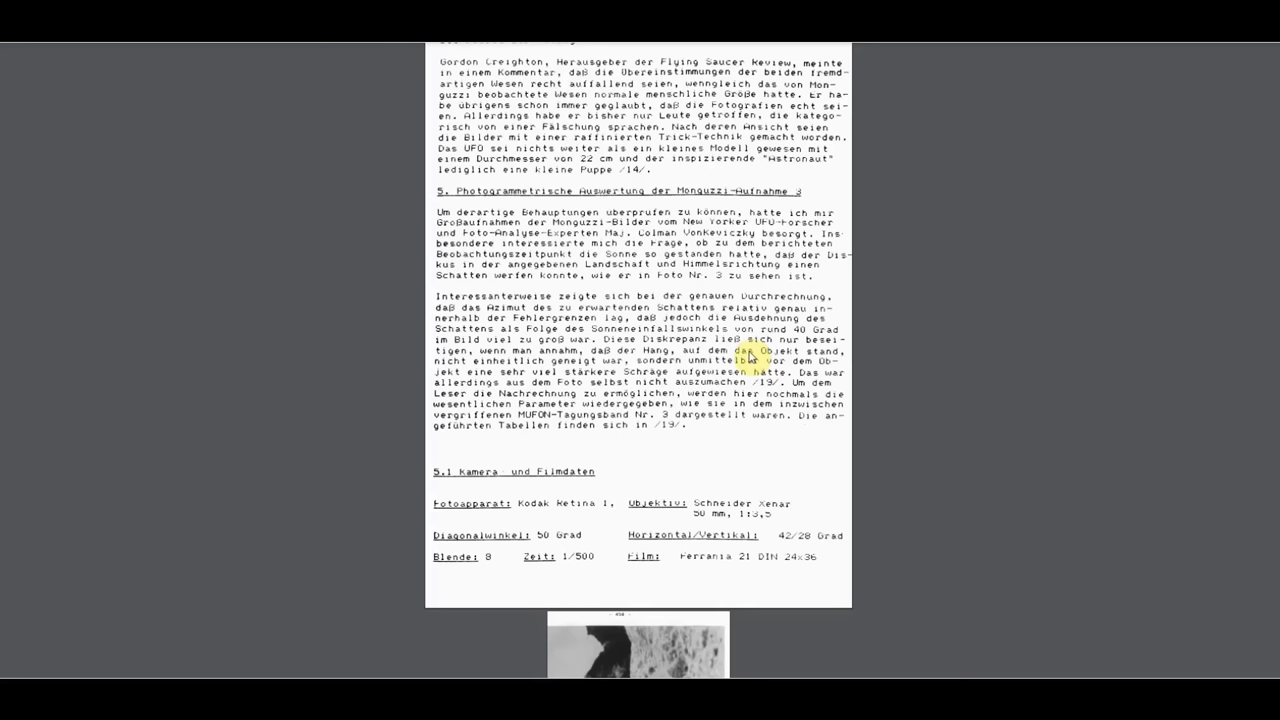 Gordon Creighton, Herausgeber der Flying Saucer Review, meinte
in einem Kommentar, daß die Übereinstimmungen der beiden fremd-
artigen Wesen recht auffallend seien, wenngleich das von Mon-
guzzi beobachtete Wesen normale menschliche Größe hatte. Er ha-
be übrigens schon immer geglaubt, daß die Fotografien echt sei-
en. Allerdings habe er bisher nur Leute getroffen, die katego-
risch von einer Fälschung sprachen. Nach deren Ansicht seien
die Bilder mit einer raffinierten Trick-Technik gemacht worden.
Das UFO sei nichts weiter als ein kleines Modell gewesen mit
einem Durchmesser von 22 cm und der inspizierende "Astronaut"
lediglich eine kleine Puppe /14/.
5. Photogrammetrische Auswertung der Monguzzi-Aufnahme 3
Um derartige Behauptungen überprüfen zu können, hatte ich mir
Großaufnahmen der Monguzzi-Bilder vom New Yorker UFO-Forscher
und Foto-Analyse-Experten Maj. Colman VonKeviczky besorgt. Ins-
besondere interessierte mich die Frage, ob zu dem berichteten
Beobachtungszeitpunkt die Sonne so gestanden hatte, daß der Dis-
kus in der angegebenen Landschaft und Himmelsrichtung einen
Schatten werfen konnte, wie er in Foto Nr. 3 zu sehen ist.
Interessanterweise zeigte sich bei der genauen Durchrechnung,
daß das Azimut des zu erwartenden Schattens relativ genau in-
nerhalb der Fehlergrenzen lag, daß jedoch die Ausdehnung des
Schattens als Folge des Sonneneinfallswinkels von rund 40 Grad
im Bild viel zu groß war. Diese Diskrepanz ließ sich nur besei-
tigen, wenn man annahm, daß der Hang, auf dem das Objekt stand,
nicht einheitlich geneigt war, sondern unmittelbar vor dem Ob-
jekt eine sehr viel stärkere Schräge aufgewiesen hätte. Das war
allerdings aus dem Foto selbst nicht auszumachen /19/. Um dem
Leser die Nachrechnung zu ermöglichen, werden hier nochmals die
wesentlichen Parameter wiedergegeben, wie sie in dem inzwischen
vergriffenen MUFON-Tagungsband Nr. 3 dargestellt waren. Die an-
geführten Tabellen finden sich in /19/.
5.1 Kamera- und Filmdaten
Fotoapparat: Kodak Retina I, Objektiv: Schneider Xenar
50 mm, 1:3,5
Diagonalwinkel: 50 Grad Horizontal/Vertikal: 42/28 Grad
Blende: 8 Zeit: 1/500 Film: Ferrania 21 DIN 24x36